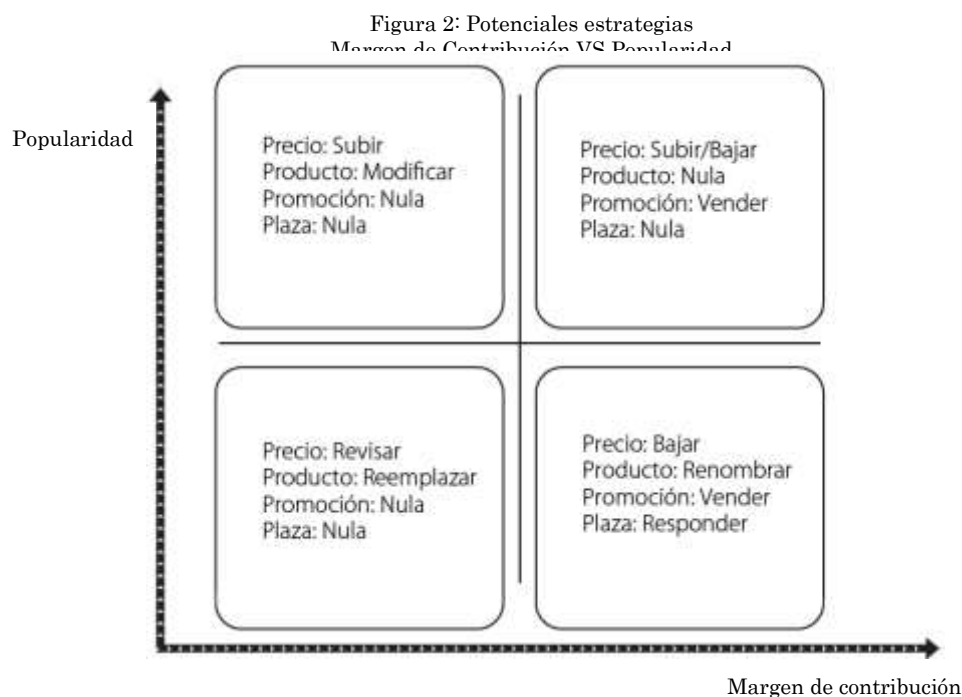 Figura 2: Potenciales estrategias
Margen de Contribución VS Popularidad
Popularidad
Precio: Subir
Producto: Modificar
Promoción: Nula
Plaza: Nula
Precio: Subir/Bajar
Producto: Nula
Promoción: Vender
Plaza: Nula
Precio: Revisar
Producto: Reemplazar
Promoción: Nula
Plaza: Nula
Precio: Bajar
Producto: Renombrar
Promoción: Vender
Plaza: Responder
Margen de contribución